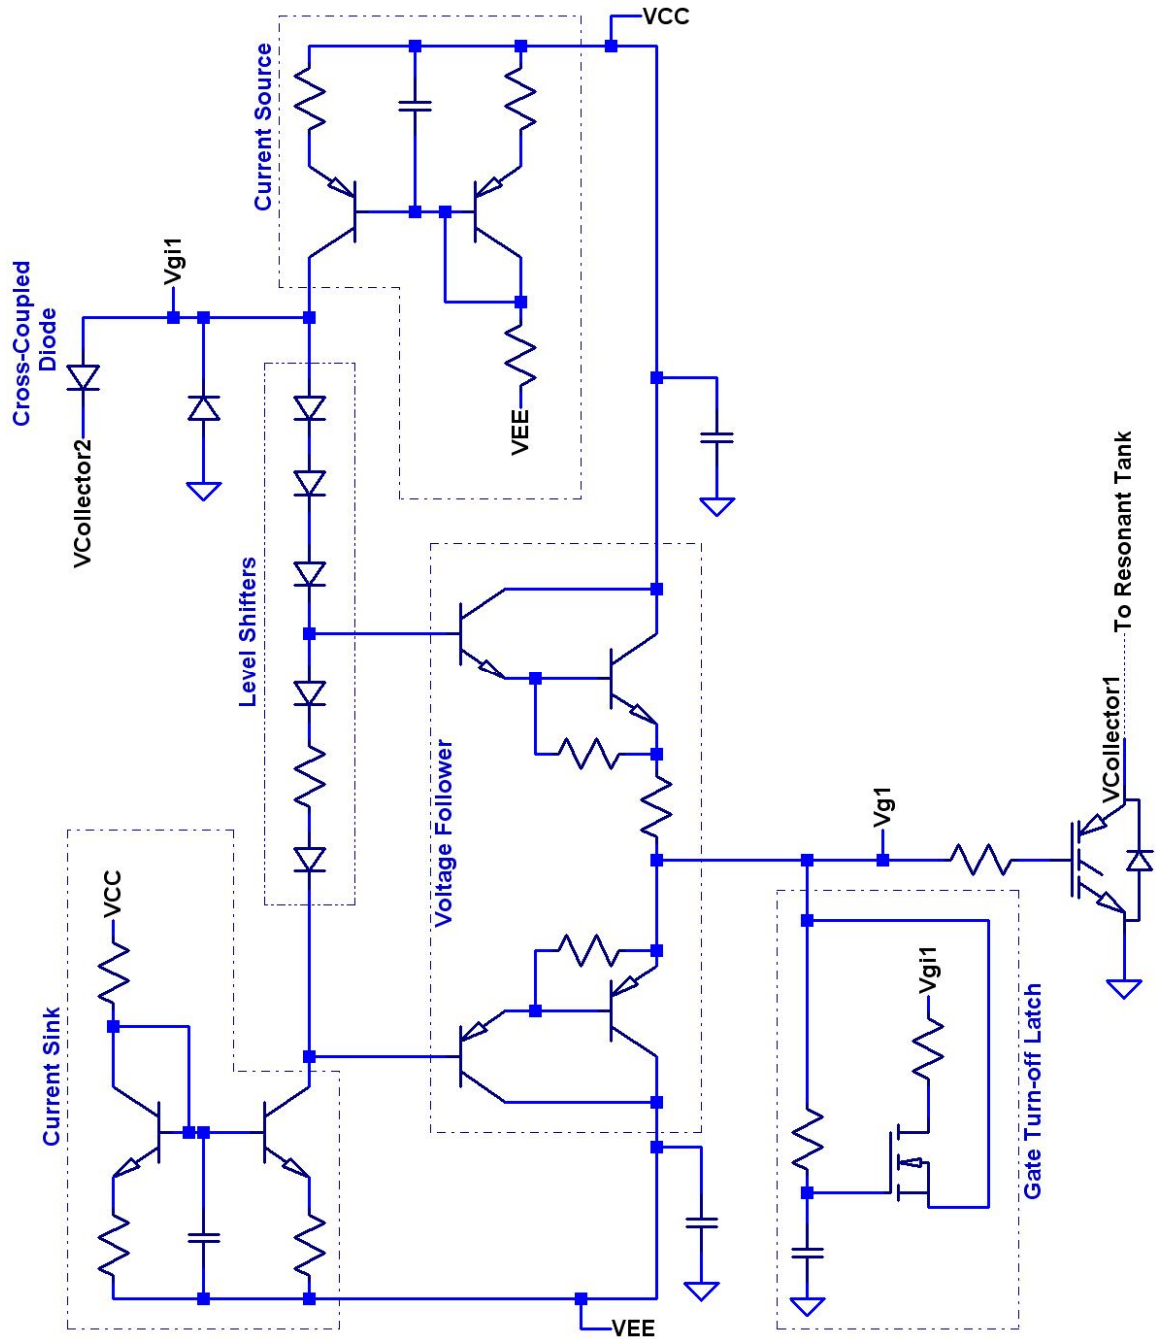 VCC
Current Source
Vgi1
Cross-Coupled
Diode
VCollector2
VEE
Level Shifters
To Resonant Tank
VCollector1
Voltage Follower
Vg1
VCC
Current Sink
Vgi1
Gate Turn-off Latch
VEE